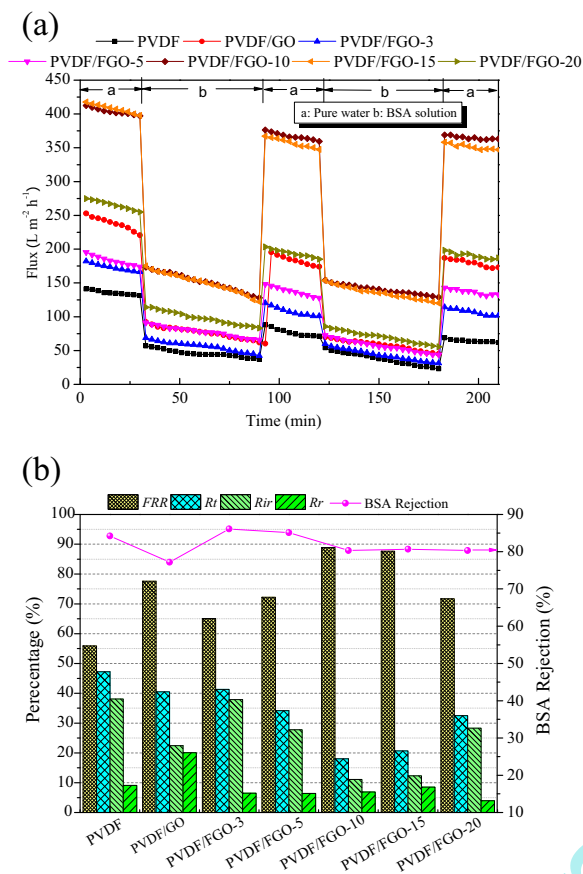 (a)
PVDF PVDF/GO PVDF/FGO-3
PVDF/FGO-5 PVDF/FGO-10 PVDF/FGO-15 PVDF/FGO-20
450
400
350
300
250
200
150
100
50
0
Flux (L m⁻² h⁻¹)
a b a b a
a: Pure water b: BSA solution
0 50 100 150 200
Time (min)
(b)
FRR Rt Rir Rr BSA Rejection
100
90
80
70
60
50
40
30
20
10
0
Perecentage (%)
90
80
70
60
50
40
30
20
10
BSA Rejection (%)
PVDF PVDF/GO PVDF/FGO-3 PVDF/FGO-5 PVDF/FGO-10 PVDF/FGO-15 PVDF/FGO-20